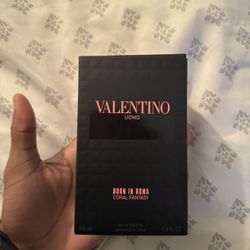 VALENTINO
UOMO
BORN IN ROMA
CORAL FANTASY
EAU DE TOILETTE